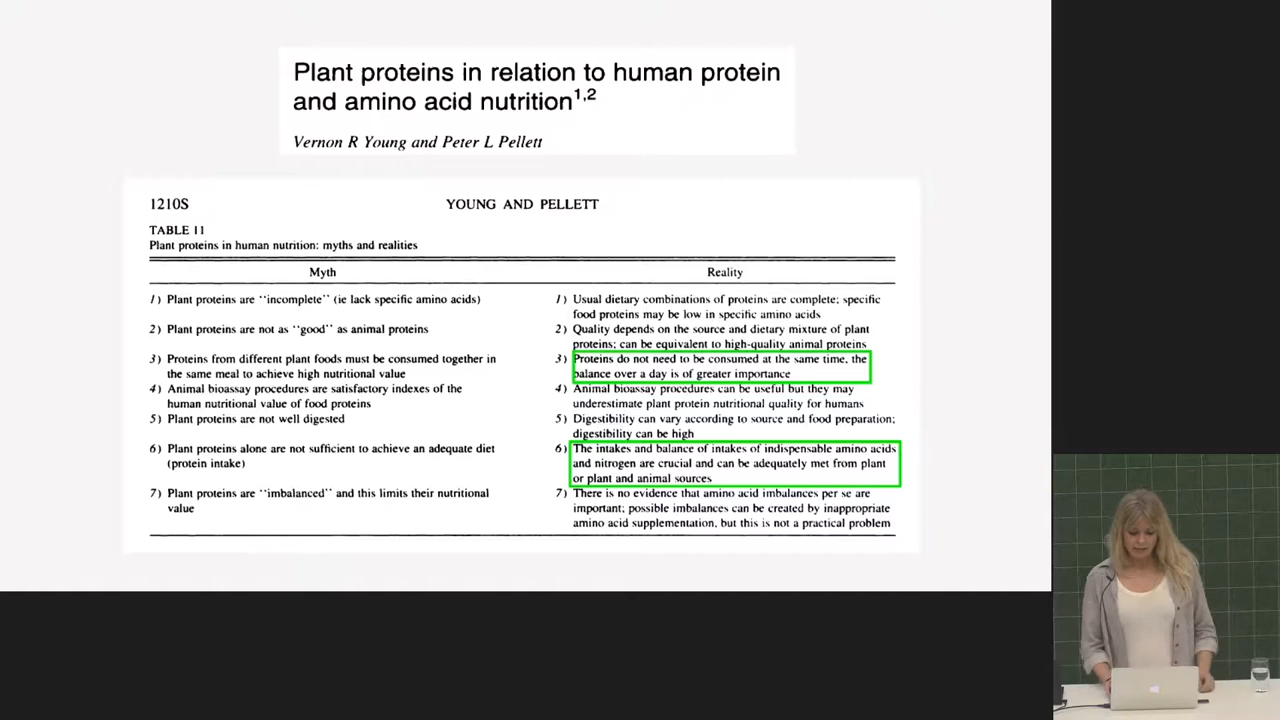 Plant proteins in relation to human protein
and amino acid nutrition1,2
Vernon R Young and Peter L Pellett
1210S YOUNG AND PELLETT
TABLE 11
Plant proteins in human nutrition: myths and realities
Myth Reality
1) Plant proteins are "incomplete" (ie lack specific amino acids)
1) Usual dietary combinations of proteins are complete; specific
food proteins may be low in specific amino acids
2) Plant proteins are not as "good" as animal proteins
2) Quality depends on the source and dietary mixture of plant
proteins; can be equivalent to high-quality animal proteins
3) Proteins from different plant foods must be consumed together in
the same meal to achieve high nutritional value
3) Proteins do not need to be consumed at the same time, the
balance over a day is of greater importance
4) Animal bioassay procedures are satisfactory indexes of the
human nutritional value of food proteins
4) Animal bioassay procedures can be useful but they may
underestimate plant protein nutritional quality for humans
5) Plant proteins are not well digested
5) Digestibility can vary according to source and food preparation;
digestibility can be high
6) Plant proteins alone are not sufficient to achieve an adequate diet
(protein intake)
6) The intakes and balance of intakes of indispensable amino acids
and nitrogen are crucial and can be adequately met from plant
or plant and animal sources
7) Plant proteins are "imbalanced" and this limits their nutritional
value
7) There is no evidence that amino acid imbalances per se are
important; possible imbalances can be created by inappropriate
amino acid supplementation, but this is not a practical problem